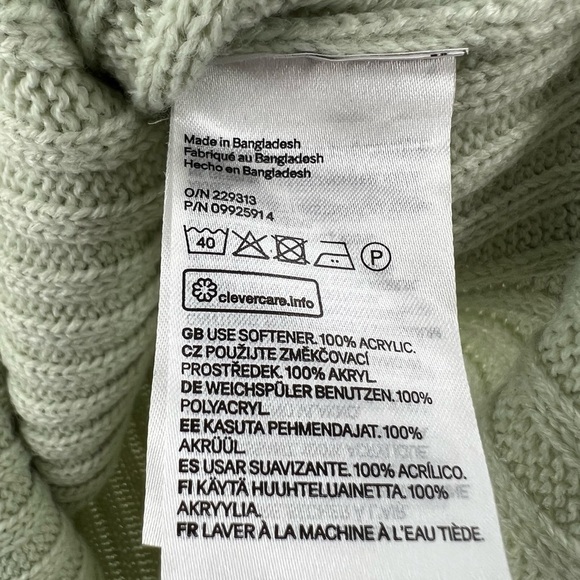 Made in Bangladesh
Fabriqué au Bangladesh
Hecho en Bangladesh
O/N 229313
P/N 0992591 4
40
P
clevercare.info
GB USE SOFTENER. 100% ACRYLIC.
CZ POUŽIJTE ZMĚKČOVACÍ
PROSTŘEDEK. 100% AKRYL.
DE WEICHSPÜLER BENUTZEN. 100%
POLYACRYL.
EE KASUTA PEHMENDAJAT. 100%
AKRÜÜL.
ES USAR SUAVIZANTE. 100% ACRÍLICO.
FI KÄYTÄ HUUHTELUAINETTA. 100%
AKRYYLIA.
FR LAVER À LA MACHINE À L'EAU TIÈDE.